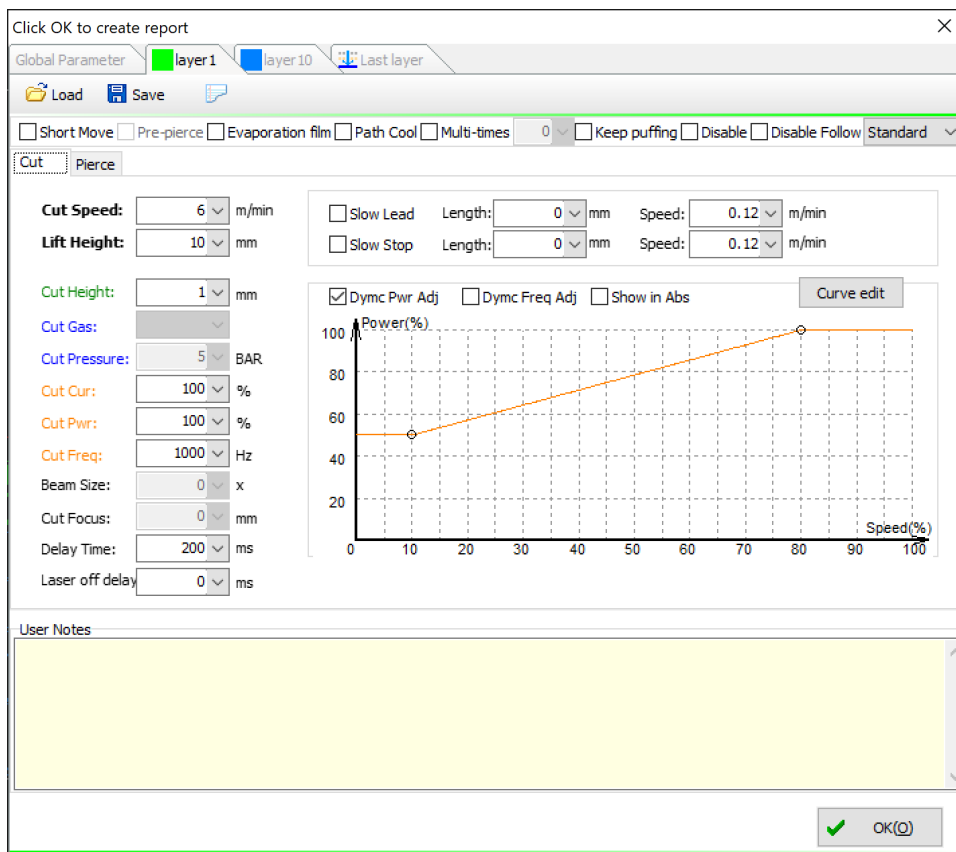 Click OK to create report
Global Parameter layer1 layer10 Last layer
Load Save
Short Move Pre-pierce Evaporation film Path Cool Multi-times 0 Keep puffing Disable Disable Follow Standard
Cut Pierce
Cut Speed: 6 m/min
Lift Height: 10 mm
Cut Height: 1 mm
Cut Gas:
Cut Pressure: 5 BAR
Cut Cur: 100 %
Cut Pwr: 100 %
Cut Freq: 1000 Hz
Beam Size: 0 x
Cut Focus: 0 mm
Delay Time: 200 ms
Laser off delay 0 ms
Slow Lead Length: 0 mm Speed: 0.12 m/min
Slow Stop Length: 0 mm Speed: 0.12 m/min
Dymc Pwr Adj Dymc Freq Adj Show in Abs Curve edit
Power(%)
100
80
60
40
20
Speed(%)
0 10 20 30 40 50 60 70 80 90 100
User Notes
OK(O)